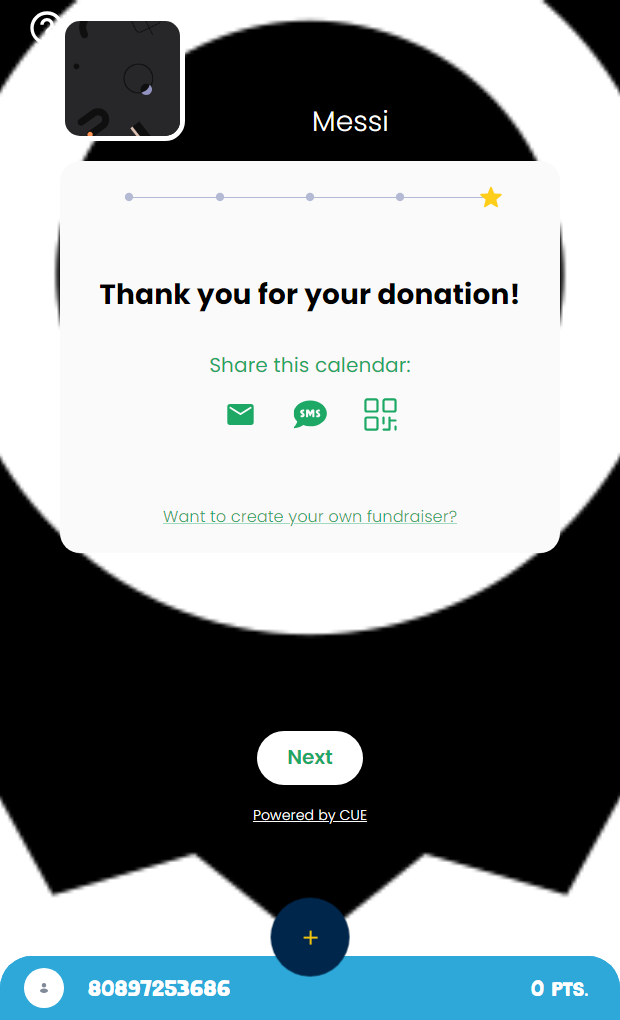 Messi
Thank you for your donation!
Share this calendar:
SMS
Want to create your own fundraiser?
Next
Powered by CUE
+
80897253686
0 PTS.